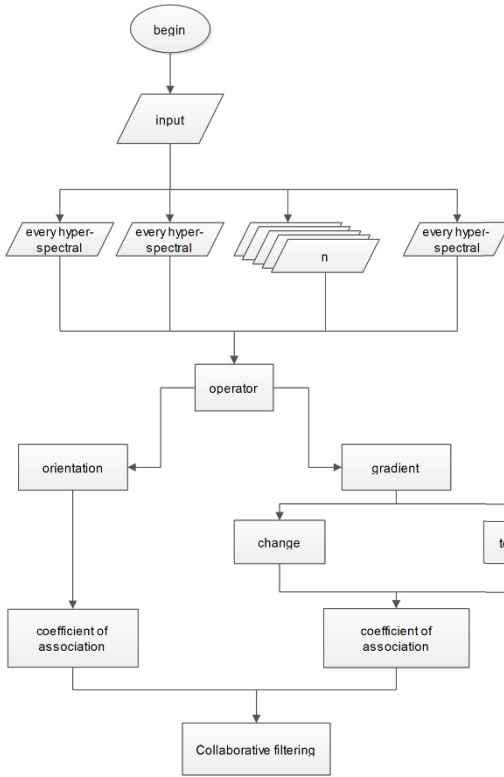 begin
input
every hyper-
spectral
every hyper-
spectral
n
every hyper-
spectral
operator
orientation
gradient
change
coefficient of
association
coefficient of
association
Collaborative filtering